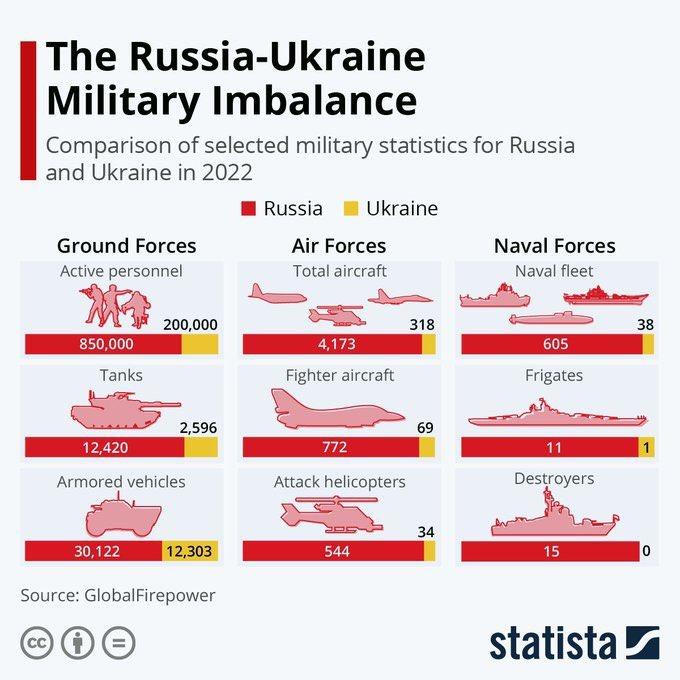 The Russia-Ukraine
Military Imbalance
Comparison of selected military statistics for Russia
and Ukraine in 2022
Russia Ukraine
Ground Forces
Active personnel
200,000
850,000
Tanks
2,596
12,420
Armored vehicles
30,122 12,303
Air Forces
Total aircraft
318
4,173
Fighter aircraft
69
772
Attack helicopters
34
544
Naval Forces
Naval fleet
38
605
Frigates
11 1
Destroyers
15 0
Source: GlobalFirepower
cc
statista